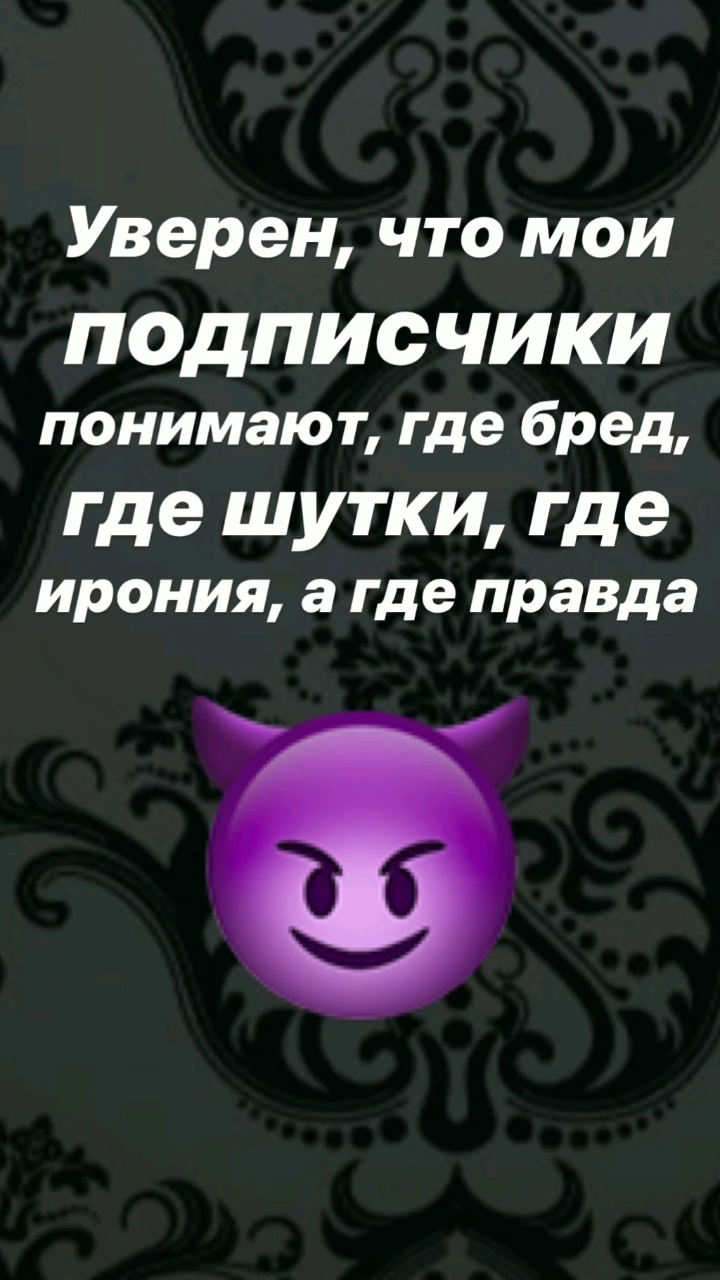 Уверен, что мои
подписчики
понимают, где бред,
где шутки, где
ирония, а где правда